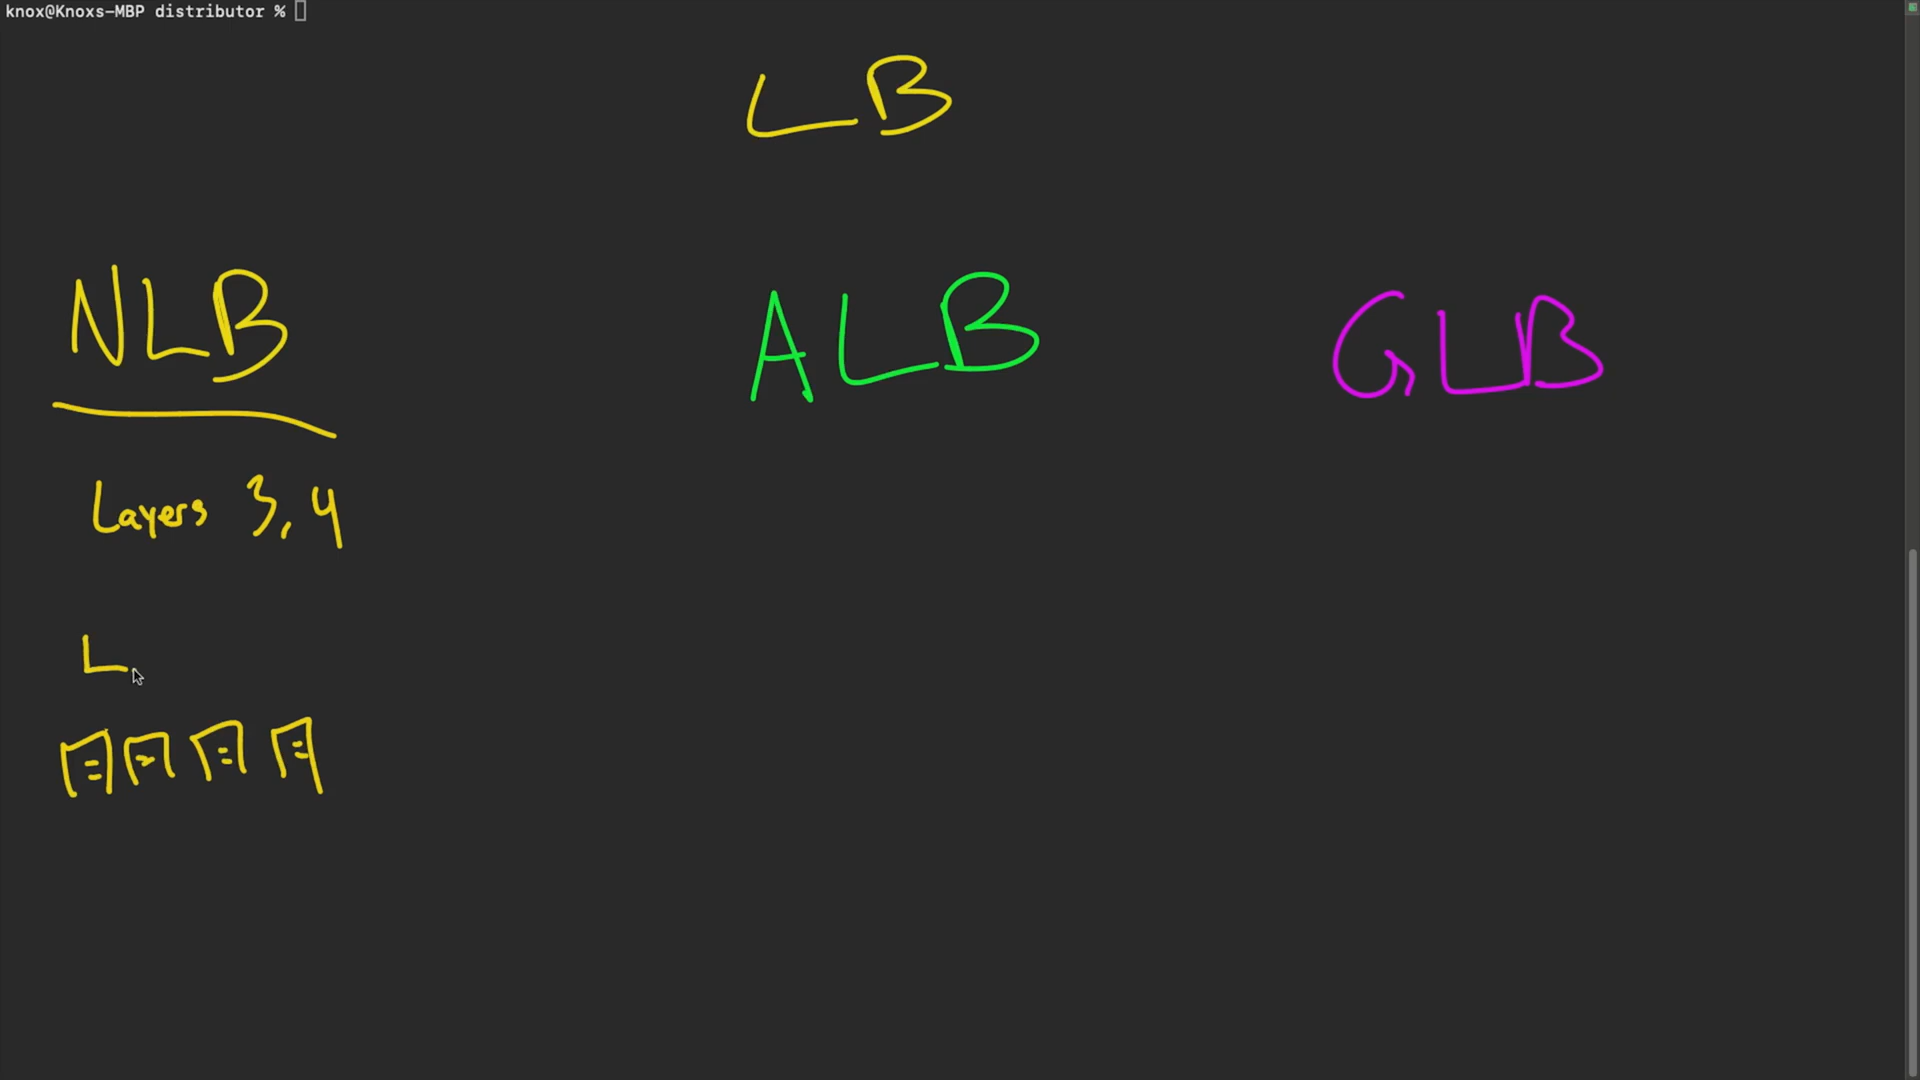 knox@Knoxs-MBP distributor %
LB
NLB
ALB
GLB
Layers 3, 4
L